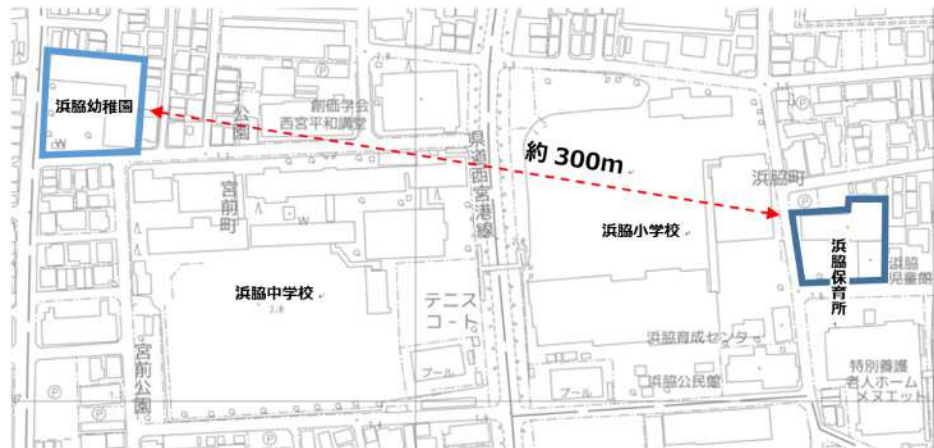 浜脇幼稚園
W
P
公園
創価学会
西宮平和講堂
県道西宮港線
約 300m
浜脇町
P
宮前町
W
浜脇小学校
浜脇保育所
浜脇
児童館
浜脇中学校
2.8
テニス
コート
浜脇育成センター
宮前公園
プール
プール
浜脇公民館
特別養護
老人ホーム
メヌエット
P
P
P